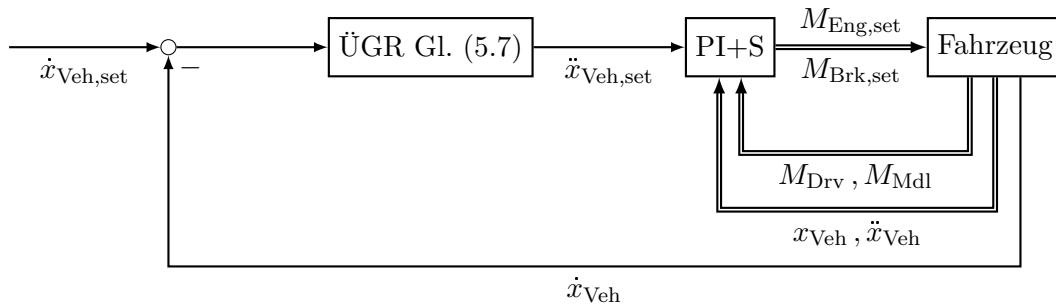 ẋ_Veh,set
−
ÜGR Gl. (5.7)
ẍ_Veh,set
PI+S
M_Eng,set
M_Brk,set
Fahrzeug
M_Drv , M_Mdl
x_Veh , ẍ_Veh
ẋ_Veh